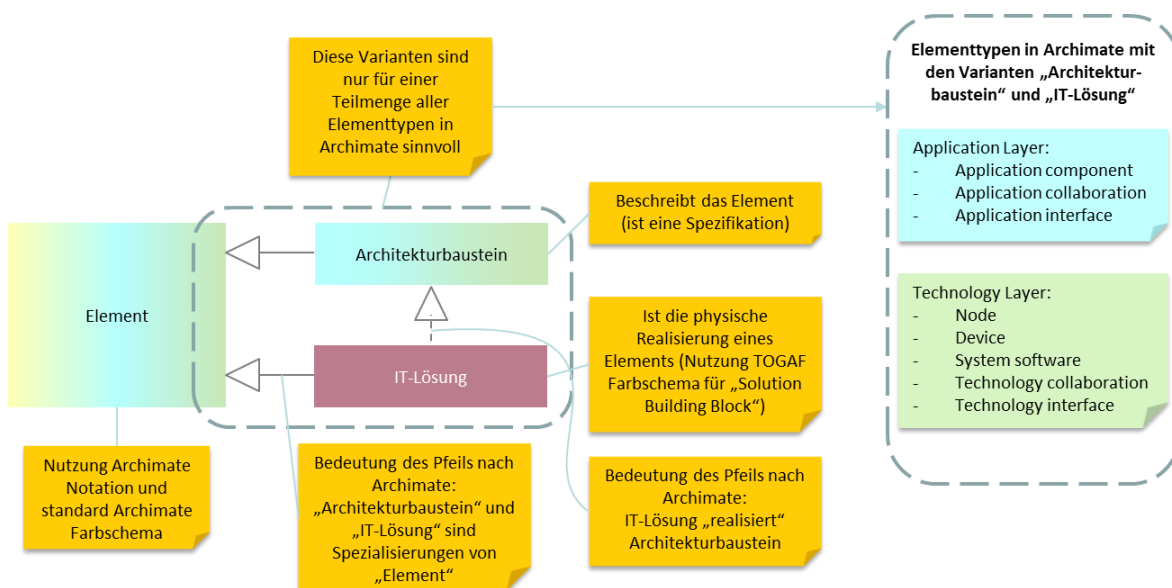 Diese Varianten sind
nur für einer
Teilmenge aller
Elementtypen in
Archimate sinnvoll
Elementtypen in Archimate mit
den Varianten „Architektur-
baustein“ und „IT-Lösung“
Application Layer:
- Application component
- Application collaboration
- Application interface
Beschreibt das Element
(ist eine Spezifikation)
Architekturbaustein
Element
IT-Lösung
Ist die physische
Realisierung eines
Elements (Nutzung TOGAF
Farbschema für „Solution
Building Block“)
Technology Layer:
- Node
- Device
- System software
- Technology collaboration
- Technology interface
Nutzung Archimate
Notation und
standard Archimate
Farbschema
Bedeutung des Pfeils nach
Archimate:
„Architekturbaustein“ und
„IT-Lösung“ sind
Spezialisierungen von
„Element“
Bedeutung des Pfeils nach
Archimate:
IT-Lösung „realisiert“
Architekturbaustein